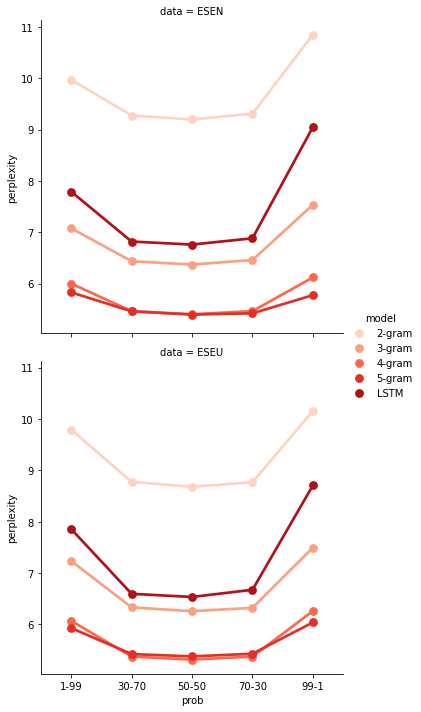 data = ESEN
11
10
9
8
7
6
perplexity
data = ESEU
11
10
9
8
7
6
perplexity
1-99 30-70 50-50 70-30 99-1
prob
model
2-gram
3-gram
4-gram
5-gram
LSTM